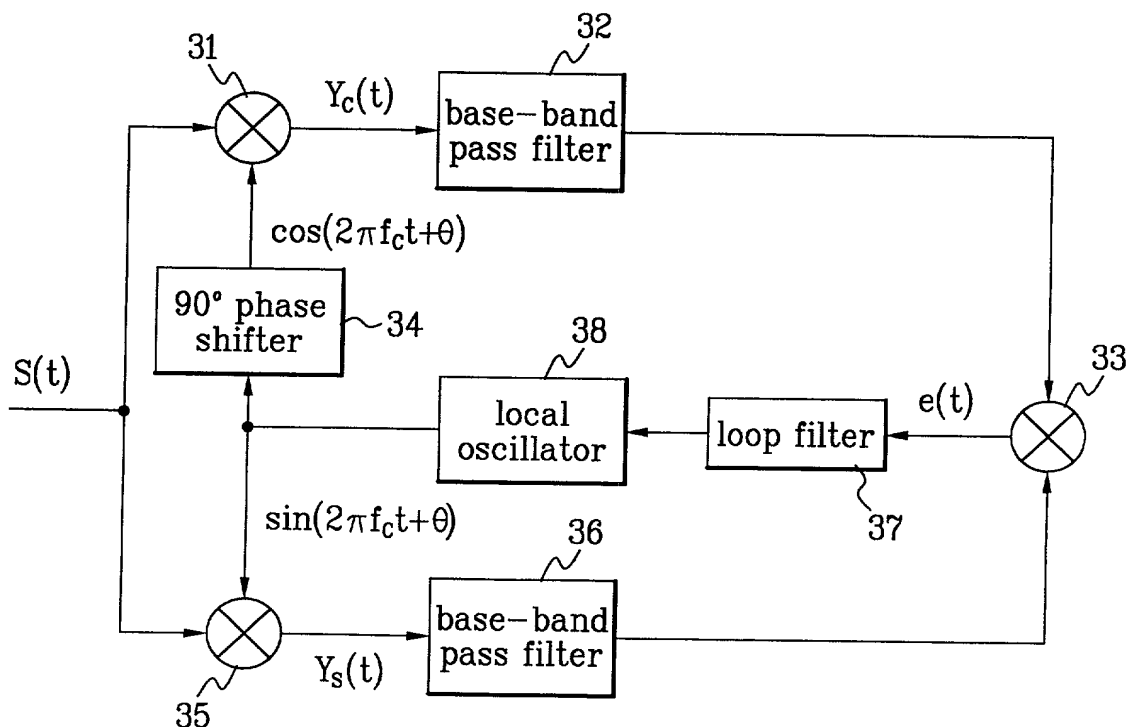 31
32
Y_C(t)
base-band
pass filter
cos(2πf_Ct+θ)
90° phase
shifter
34
38
33
S(t)
e(t)
local
oscillator
loop filter
37
sin(2πf_Ct+θ)
36
base-band
pass filter
Y_S(t)
35